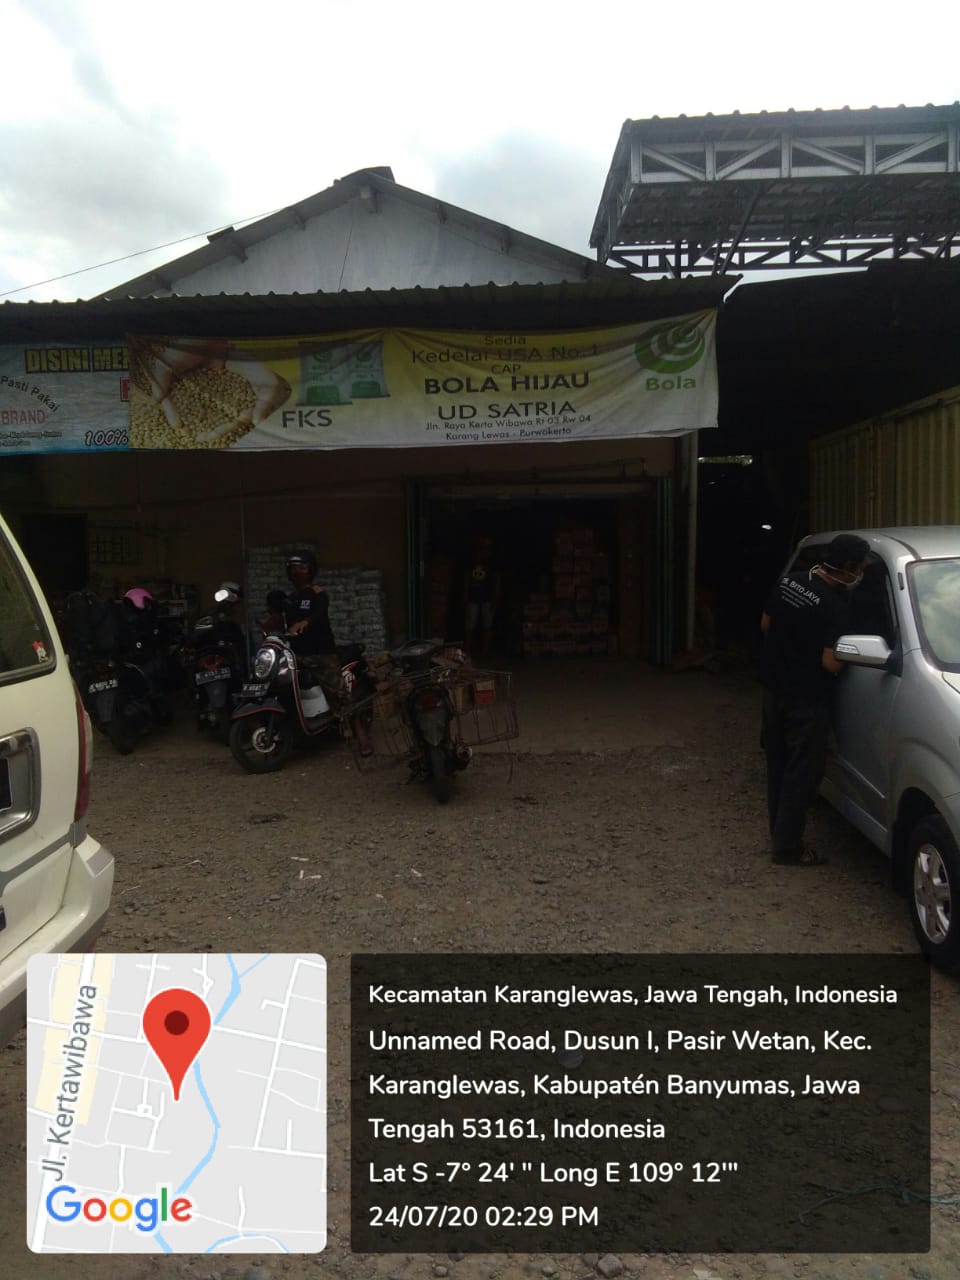 DISINI MER
Pasti Pakai
BRAND
100%
FKS
Sedia
Kedelai USA No. 1
CAP
BOLA HIJAU
UD SATRIA
Jln. Raya Kerta Wibawa Rt 03 Rw 04
Karang Lewas - Purwokerto
Bola
BITO JAYA
Jl. Kertawibawa
Google
Kecamatan Karanglewas, Jawa Tengah, Indonesia
Unnamed Road, Dusun I, Pasir Wetan, Kec.
Karanglewas, Kabupatén Banyumas, Jawa
Tengah 53161, Indonesia
Lat S -7° 24' '' Long E 109° 12'''
24/07/20 02:29 PM